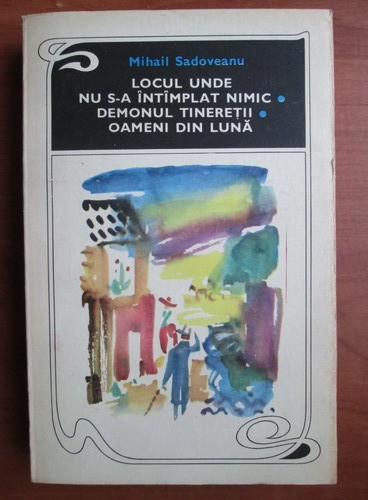 Mihail Sadoveanu
LOCUL UNDE
NU S-A ÎNTÎMPLAT NIMIC •
DEMONUL TINEREȚII •
OAMENI DIN LUNĂ